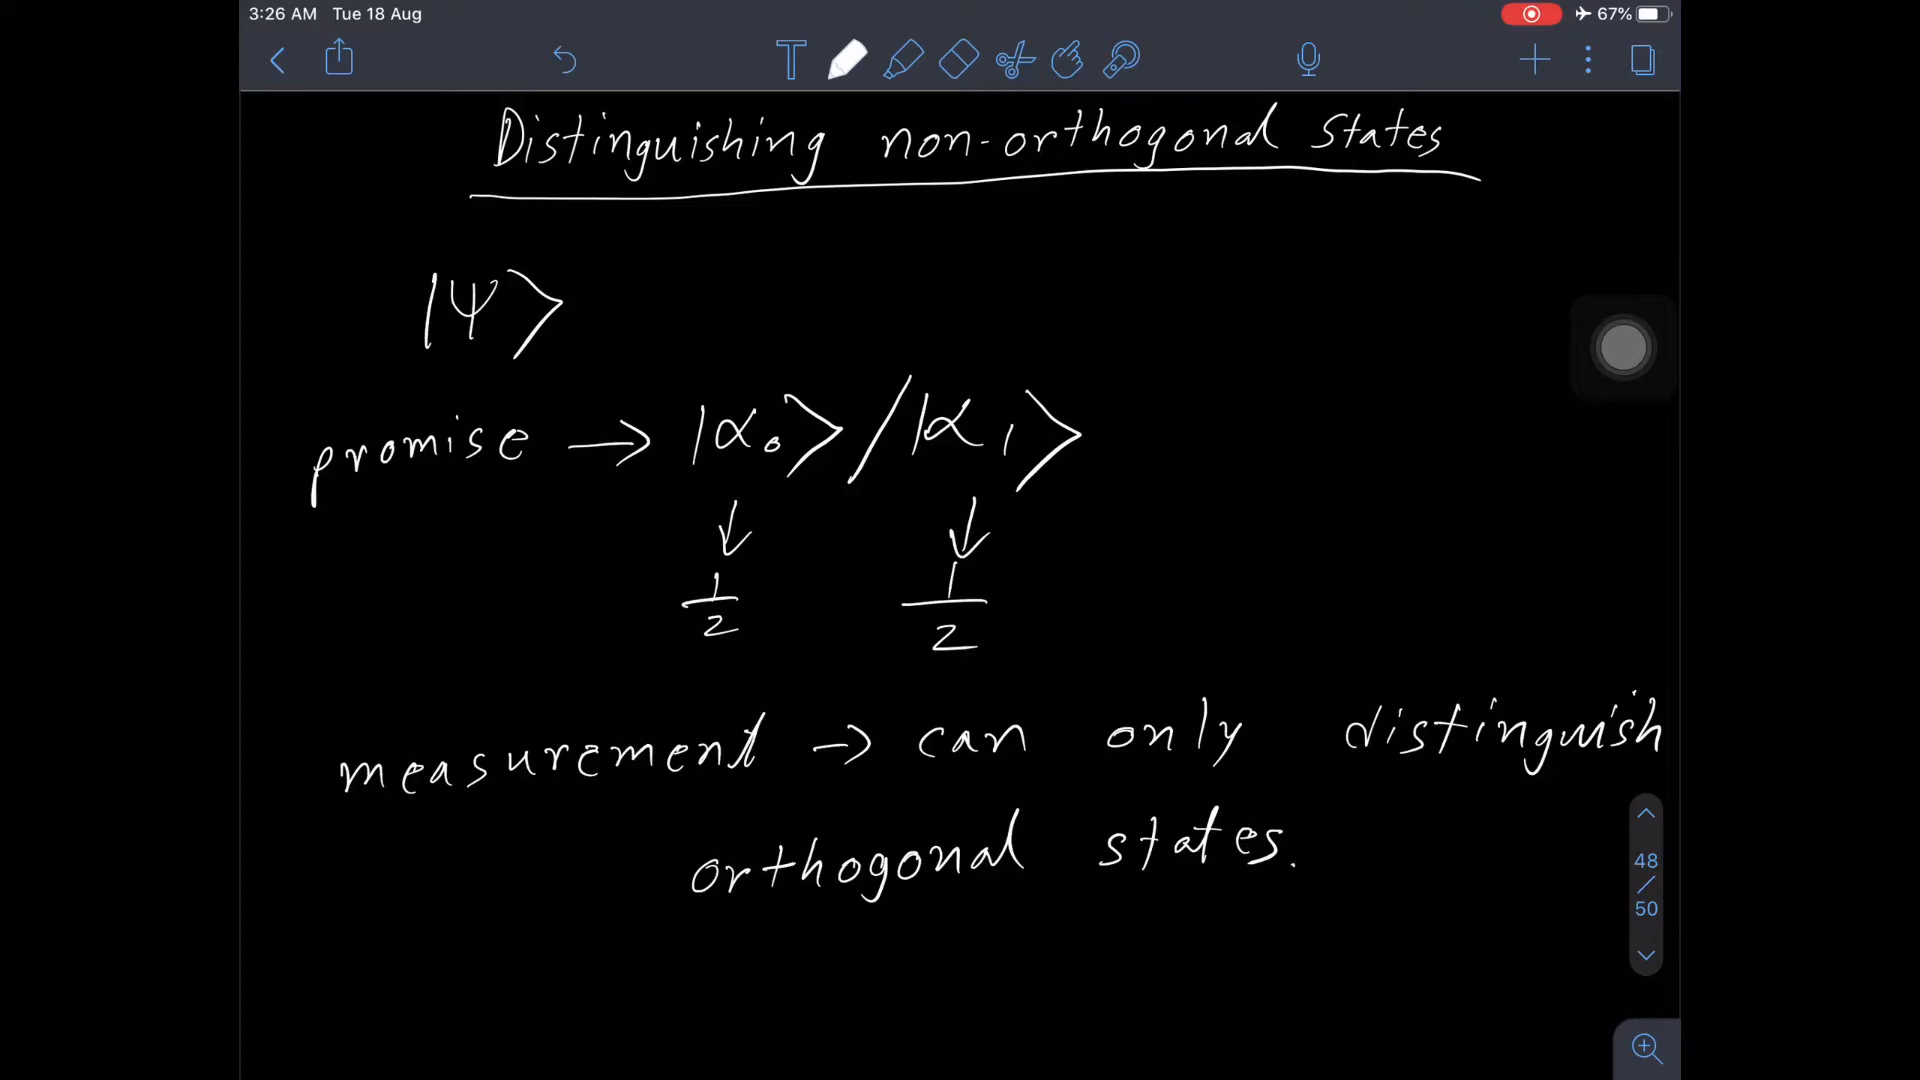 3:26 AM Tue 18 Aug
67%
Distinguishing non-orthogonal states
|ψ>
promise → |α₀> / |α₁>
↓ ↓
1/2 1/2
measurement → can only distinguish
orthogonal states.
48
/
50